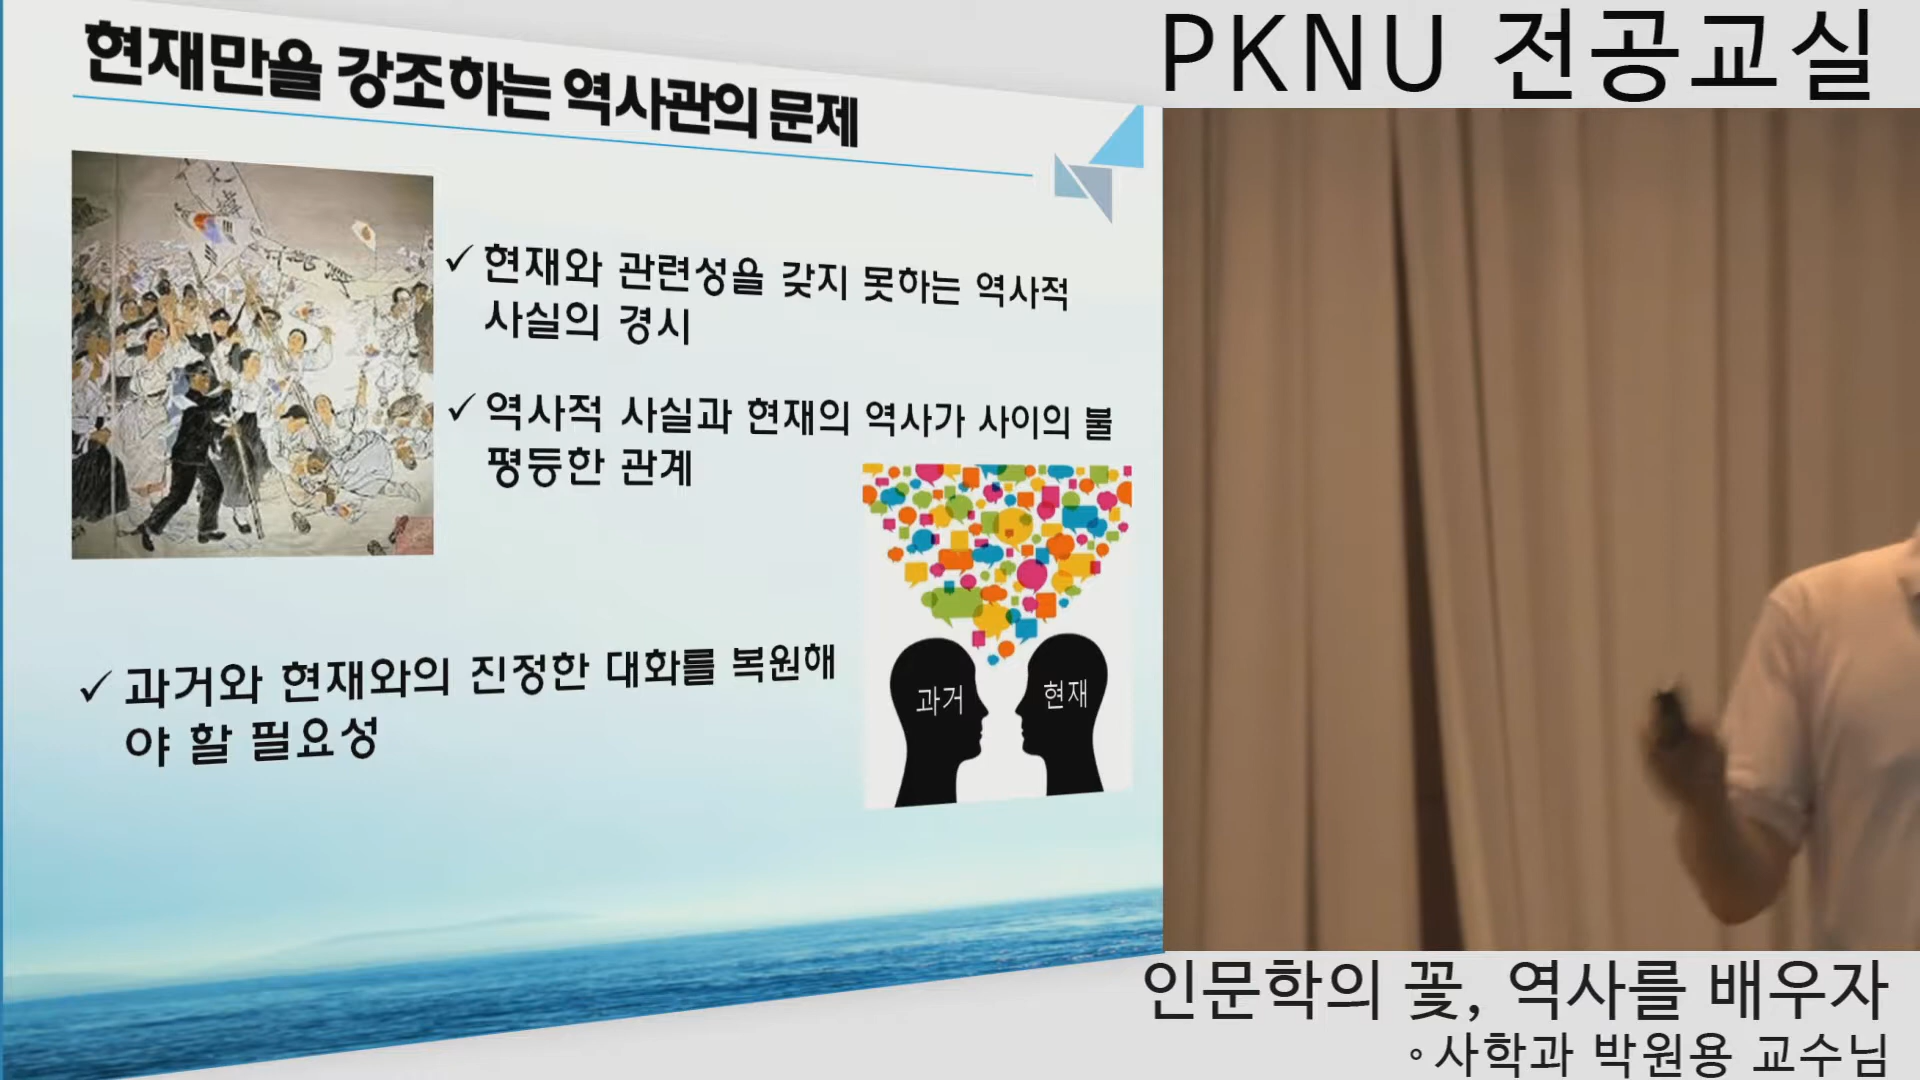 PKNU 전공교실
현재만을 강조하는 역사관의 문제
✓ 현재와 관련성을 갖지 못하는 역사적
사실의 경시
✓ 역사적 사실과 현재의 역사가 사이의 불
평등한 관계
과거
현재
✓ 과거와 현재와의 진정한 대화를 복원해
야 할 필요성
인문학의 꽃, 역사를 배우자
◦사학과 박원용 교수님